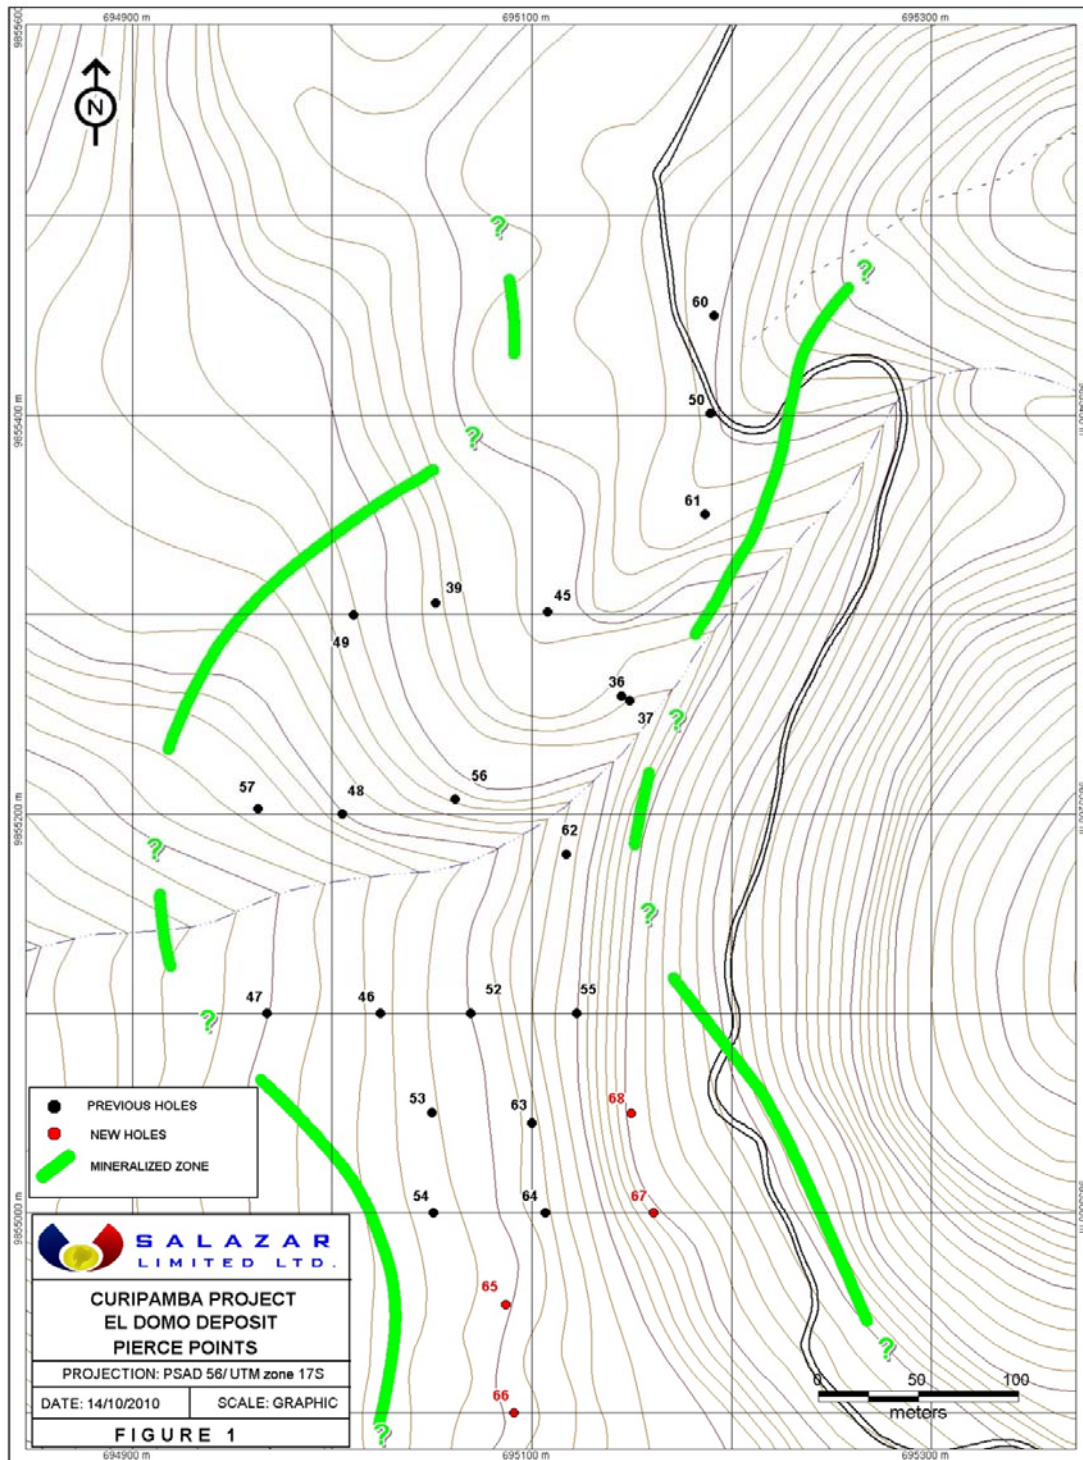 694900 m 695100 m 695300 m
9855600
N
?
?
60
50
9855400
9855400 m
?
61
39
45
49
36
37
?
56
57
48
9855200
9855200 m
62
?
?
47
46
52
55
?
PREVIOUS HOLES
NEW HOLES
MINERALIZED ZONE
53
63
68
54
64
67
9855000 m
9855000 m
SALAZAR
LIMITED LTD.
CURIPAMBA PROJECT
EL DOMO DEPOSIT
PIERCE POINTS
PROJECTION: PSAD 56/ UTM zone 17S
DATE: 14/10/2010 SCALE: GRAPHIC
FIGURE 1
65
66
?
?
0 50 100
meters
694900 m 695100 m 695300 m